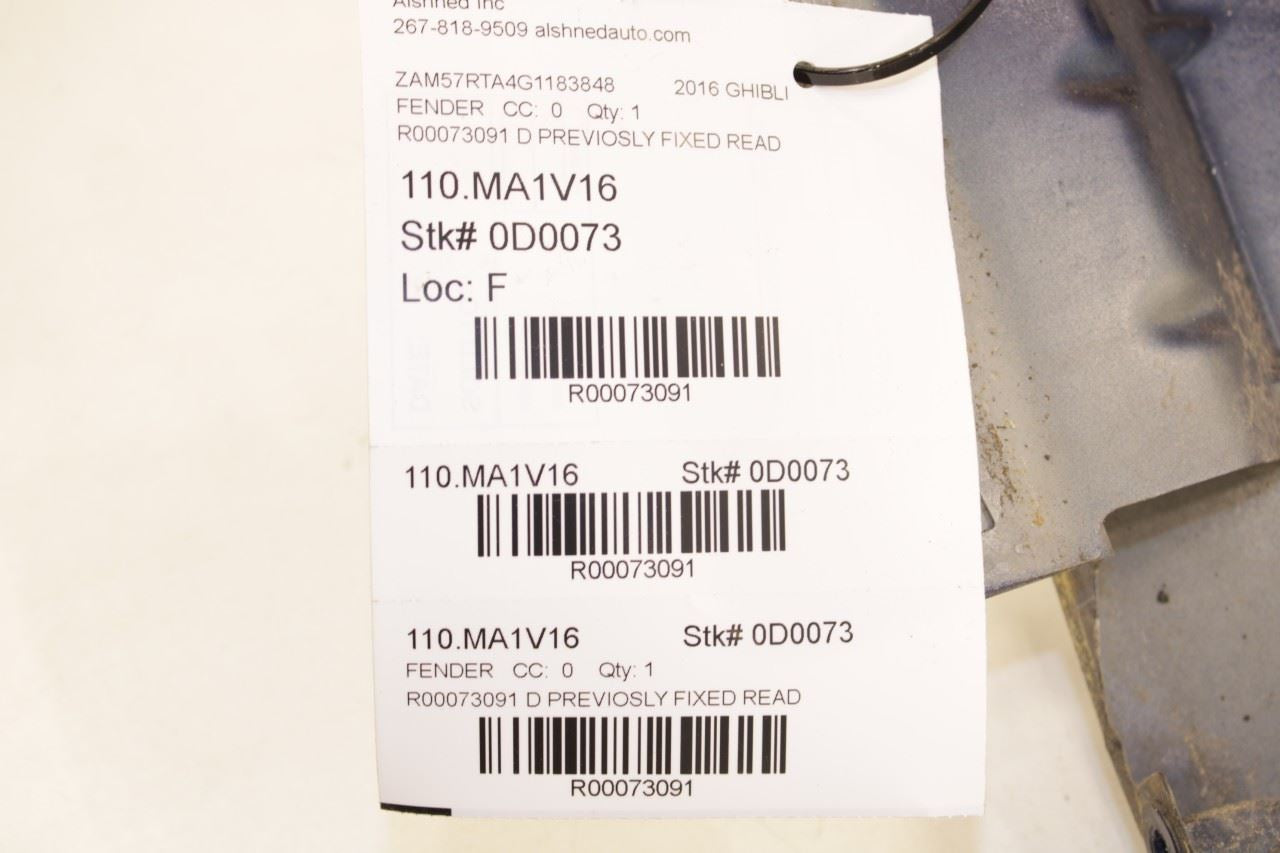 Alshned Inc
267-818-9509 alshnedauto.com
ZAM57RTA4G1183848 2016 GHIBLI
FENDER CC: 0 Qty: 1
R00073091 D PREVIOSLY FIXED READ
110.MA1V16
Stk# 0D0073
Loc: F
R00073091
110.MA1V16 Stk# 0D0073
R00073091
110.MA1V16 Stk# 0D0073
FENDER CC: 0 Qty: 1
R00073091 D PREVIOSLY FIXED READ
R00073091